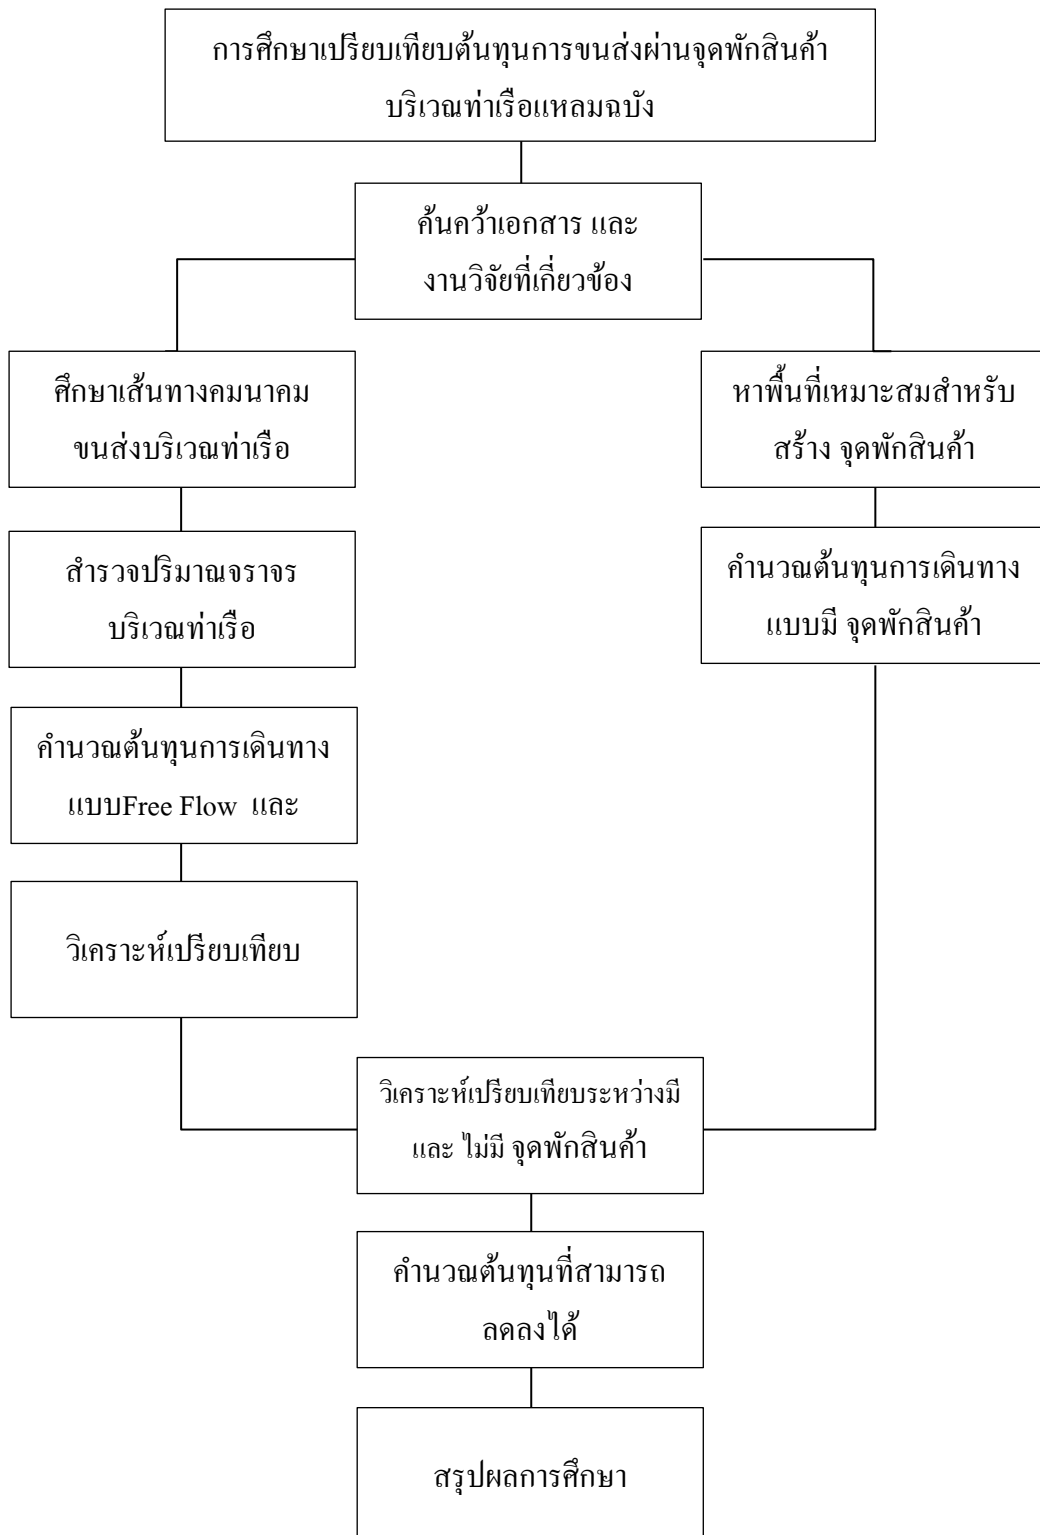 การศึกษาเปรียบเทียบต้นทุนการขนส่งผ่านจุดพักสินค้า
บริเวณท่าเรือแหลมฉบัง
ค้นคว้าเอกสาร และ
งานวิจัยที่เกี่ยวข้อง
ศึกษาเส้นทางคมนาคม
ขนส่งบริเวณท่าเรือ
หาพื้นที่เหมาะสมสำหรับ
สร้าง จุดพักสินค้า
สำรวจปริมาณจราจร
บริเวณท่าเรือ
คำนวณต้นทุนการเดินทาง
แบบมี จุดพักสินค้า
คำนวณต้นทุนการเดินทาง
แบบFree Flow และ
วิเคราะห์เปรียบเทียบ
วิเคราะห์เปรียบเทียบระหว่างมี
และ ไม่มี จุดพักสินค้า
คำนวณต้นทุนที่สามารถ
ลดลงได้
สรุปผลการศึกษา